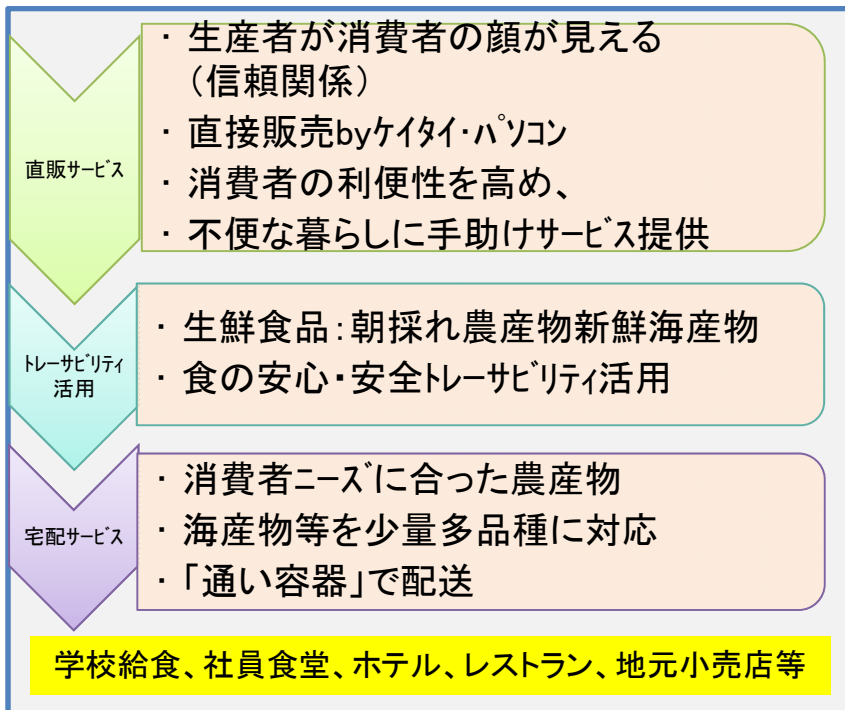 直販ｻｰﾋﾞｽ
・生産者が消費者の顔が見える
（信頼関係）
・直接販売byｹｲﾀｲ・ﾊﾟｿｺﾝ
・消費者の利便性を高め、
・不便な暮らしに手助けｻｰﾋﾞｽ提供
ﾄﾚｰｻﾋﾞﾘﾃｨ
活用
・生鮮食品：朝採れ農産物新鮮海産物
・食の安心・安全ﾄﾚｰｻﾋﾞﾘﾃｨ活用
宅配ｻｰﾋﾞｽ
・消費者ﾆｰｽﾞに合った農産物
・海産物等を少量多品種に対応
・「通い容器」で配送
学校給食、社員食堂、ホテル、レストラン、地元小売店等